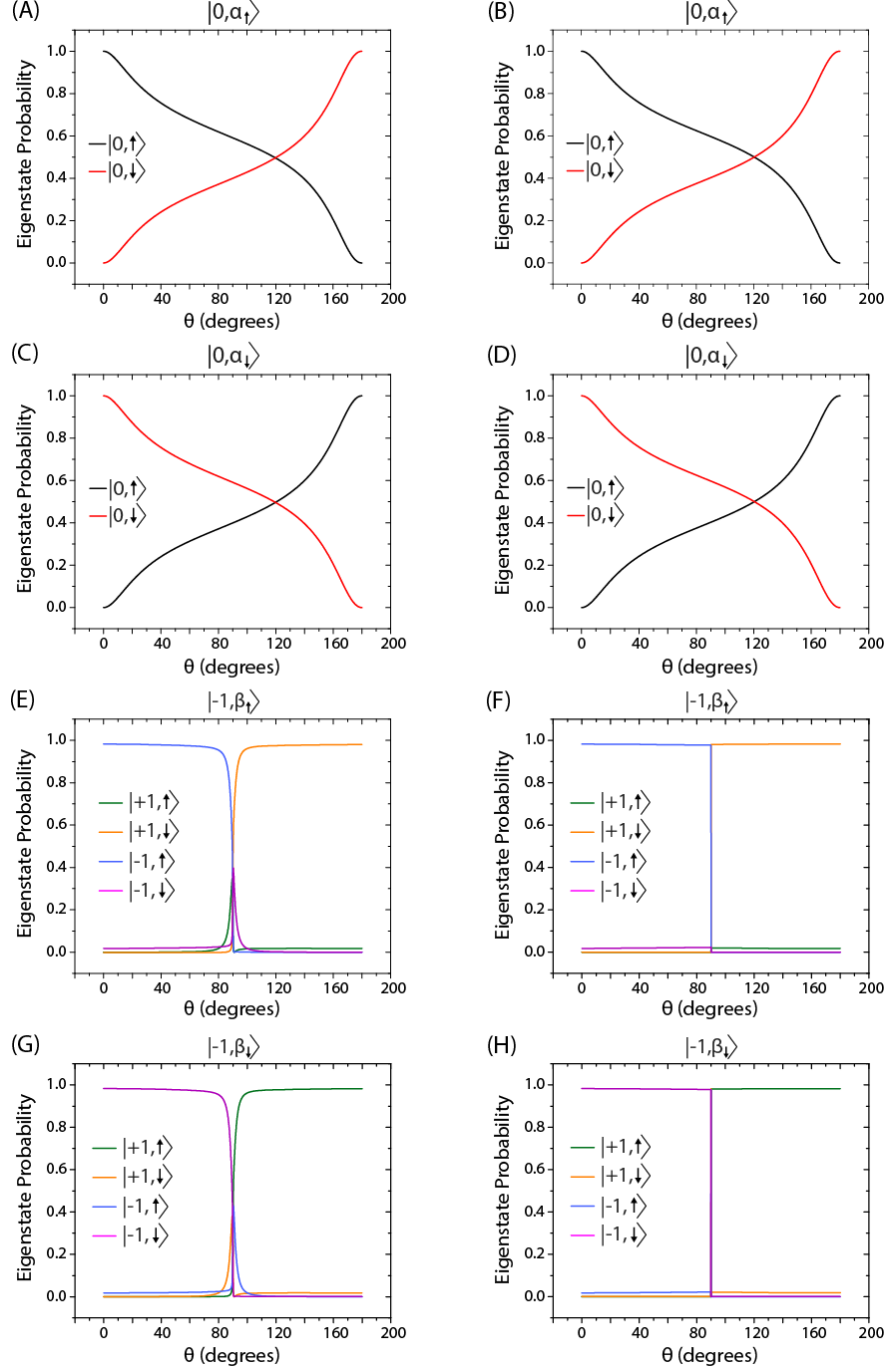 (A)
|0,α↑⟩
Eigenstate Probability
1.0
0.8
0.6
0.4
0.2
0.0
|0,↑⟩
|0,↓⟩
0 40 80 120 160 200
θ (degrees)
(B)
|0,α↑⟩
Eigenstate Probability
1.0
0.8
0.6
0.4
0.2
0.0
|0,↑⟩
|0,↓⟩
0 40 80 120 160 200
θ (degrees)
(C)
|0,α↓⟩
Eigenstate Probability
1.0
0.8
0.6
0.4
0.2
0.0
|0,↑⟩
|0,↓⟩
0 40 80 120 160 200
θ (degrees)
(D)
|0,α↓⟩
Eigenstate Probability
1.0
0.8
0.6
0.4
0.2
0.0
|0,↑⟩
|0,↓⟩
0 40 80 120 160 200
θ (degrees)
(E)
|-1,β↑⟩
Eigenstate Probability
1.0
0.8
0.6
0.4
0.2
0.0
|+1,↑⟩
|+1,↓⟩
|-1,↑⟩
|-1,↓⟩
0 40 80 120 160 200
θ (degrees)
(F)
|-1,β↑⟩
Eigenstate Probability
1.0
0.8
0.6
0.4
0.2
0.0
|+1,↑⟩
|+1,↓⟩
|-1,↑⟩
|-1,↓⟩
0 40 80 120 160 200
θ (degrees)
(G)
|-1,β↓⟩
Eigenstate Probability
1.0
0.8
0.6
0.4
0.2
0.0
|+1,↑⟩
|+1,↓⟩
|-1,↑⟩
|-1,↓⟩
0 40 80 120 160 200
θ (degrees)
(H)
|-1,β↓⟩
Eigenstate Probability
1.0
0.8
0.6
0.4
0.2
0.0
|+1,↑⟩
|+1,↓⟩
|-1,↑⟩
|-1,↓⟩
0 40 80 120 160 200
θ (degrees)